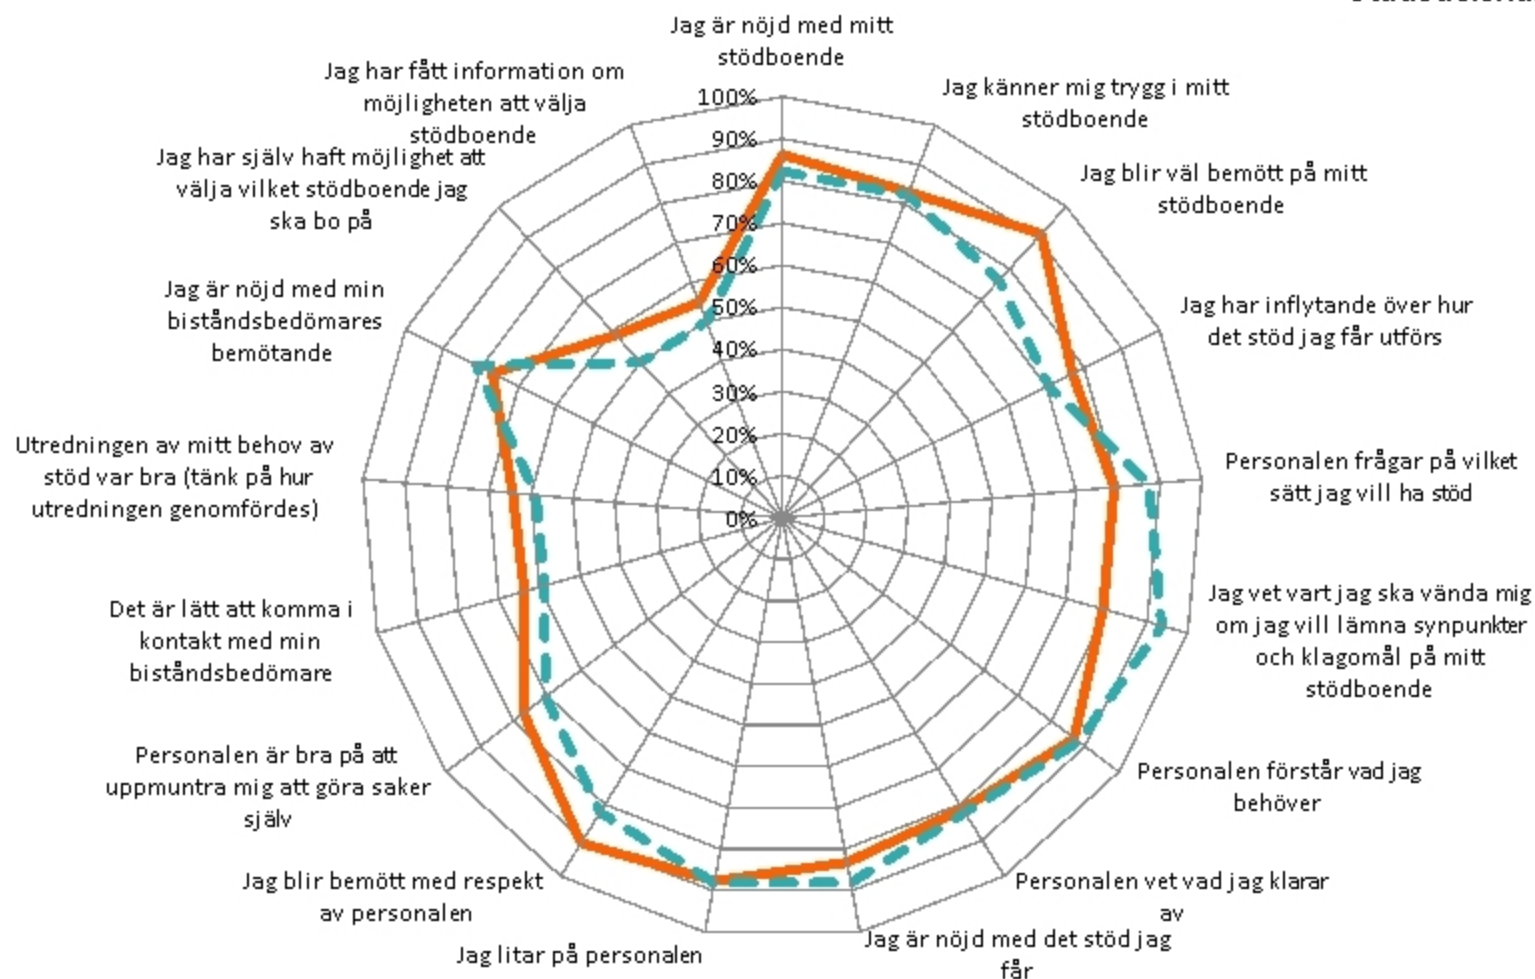 Jag är nöjd med mitt
stödboende
Jag känner mig trygg i mitt
stödboende
Jag blir väl bemött på mitt
stödboende
Jag har inflytande över hur
det stöd jag får utförs
Personalen frågar på vilket
sätt jag vill ha stöd
Jag vet vart jag ska vända mig
om jag vill lämna synpunkter
och klagomål på mitt
stödboende
Personalen förstår vad jag
behöver
Personalen vet vad jag klarar
av
Jag är nöjd med det stöd jag
får
Jag litar på personalen
Jag blir bemött med respekt
av personalen
Personalen är bra på att
uppmuntra mig att göra saker
själv
Det är lätt att komma i
kontakt med min
biståndsbedömare
Utredningen av mitt behov av
stöd var bra (tänk på hur
utredningen genomfördes)
Jag är nöjd med min
biståndsbedömares
bemötande
Jag har själv haft möjlighet att
välja vilket stödboende jag
ska bo på
Jag har fått information om
möjligheten att välja
stödboende
100%
90%
80%
70%
60%
50%
40%
30%
20%
10%
0%